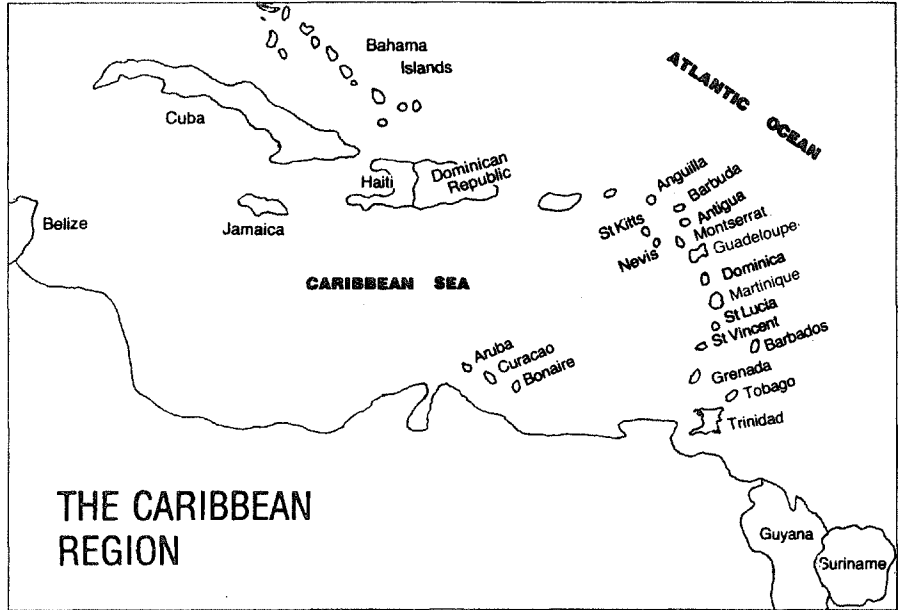 Bahama
Islands
ATLANTIC OCEAN
Cuba
Haiti
Dominican
Republic
Anguilla
Barbuda
Antigua
St Kitts
Montserrat
Nevis
Guadeloupe
Belize
Jamaica
CARIBBEAN SEA
Dominica
Martinique
St Lucia
St Vincent
Barbados
Aruba
Curacao
Bonaire
Grenada
Tobago
Trinidad
THE CARIBBEAN
REGION
Guyana
Suriname